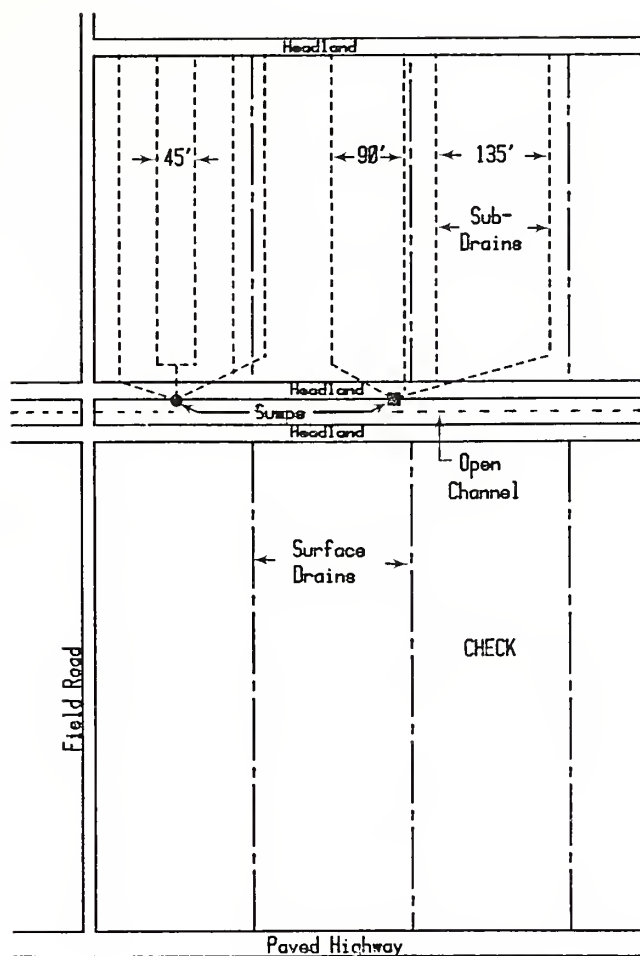 Headland
45'
90'
135'
Sub-
Drains
Headland
Sumps
Headland
Open
Channel
Surface
Drains
CHECK
Field Road
Paved Highway